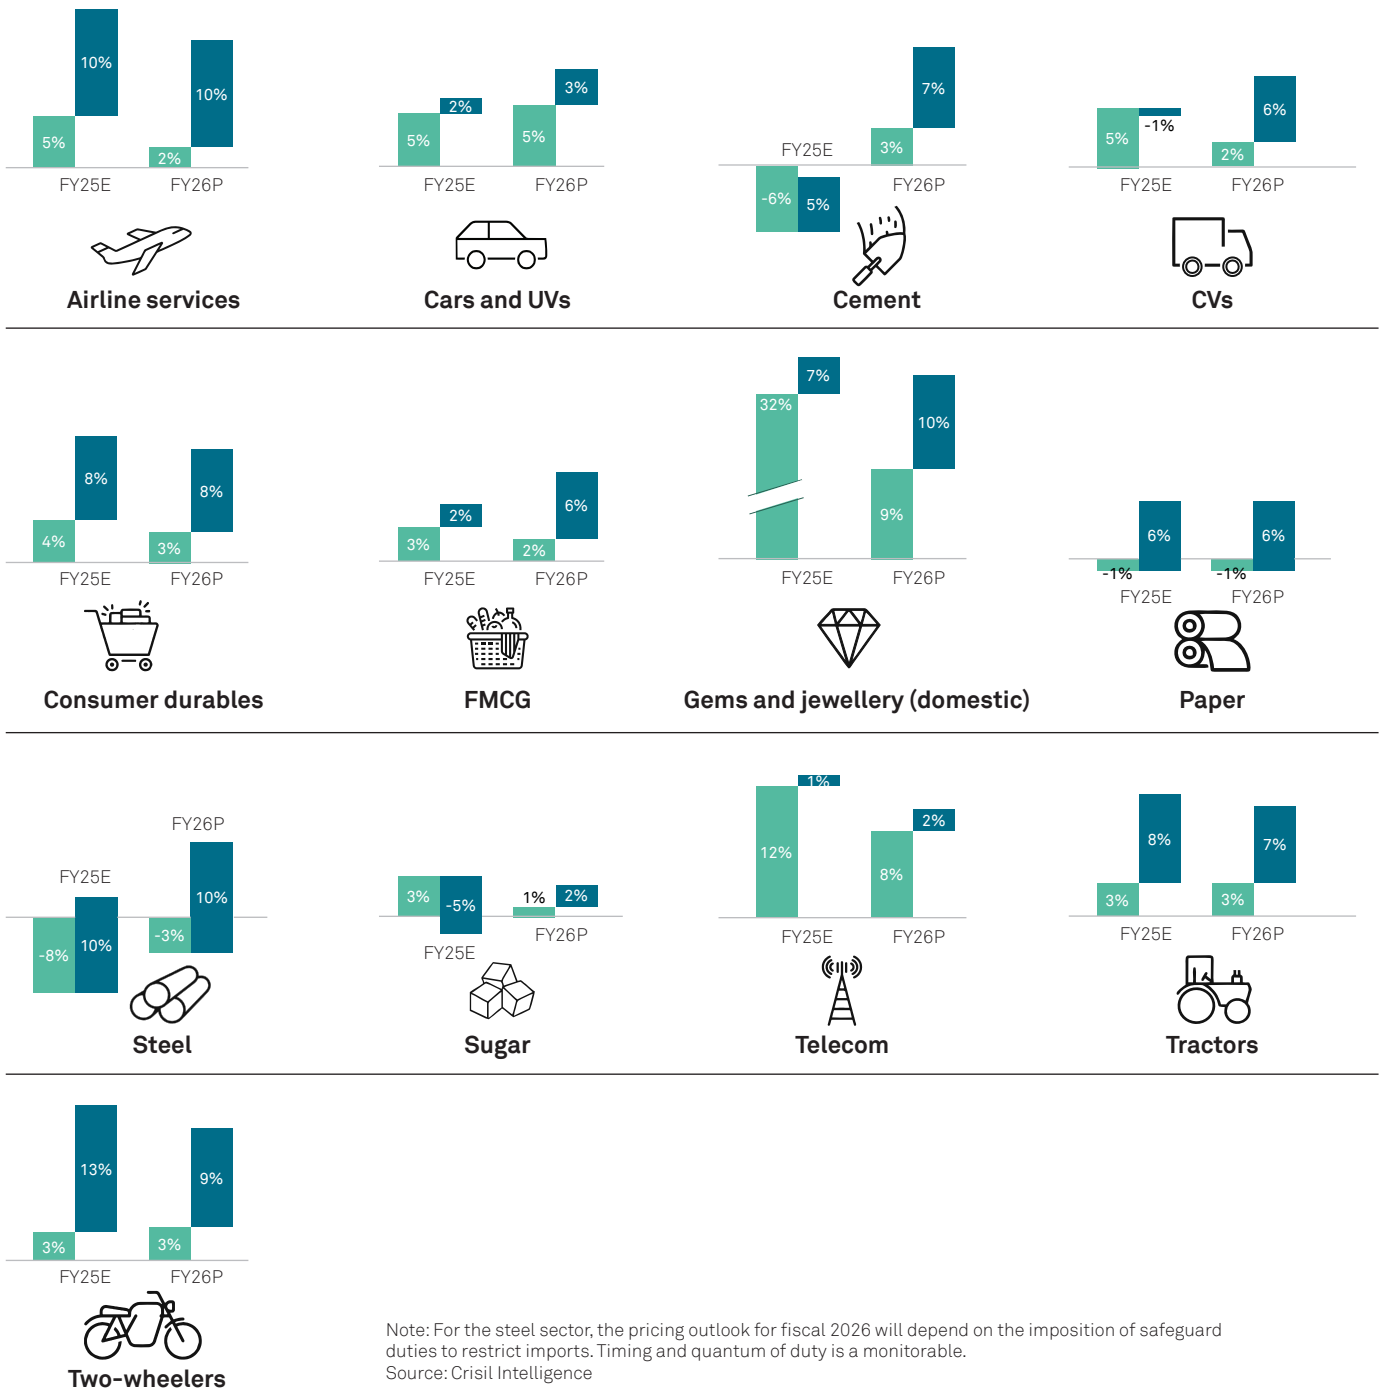 10%
5%
10%
2%
FY25E
FY26P
Airline services
2%
5%
3%
5%
FY25E
FY26P
Cars and UVs
FY25E
-6%
5%
7%
3%
FY26P
Cement
5%
-1%
6%
2%
FY25E
FY26P
CVs
8%
4%
8%
3%
FY25E
FY26P
Consumer durables
2%
3%
6%
2%
FY25E
FY26P
FMCG
7%
32%
10%
9%
FY25E
FY26P
Gems and jewellery (domestic)
6%
-1%
6%
-1%
FY25E
FY26P
Paper
FY26P
FY25E
-8%
10%
-3%
10%
Steel
3%
-5%
1%
2%
FY25E
FY26P
Sugar
1%
12%
2%
8%
FY25E
FY26P
Telecom
8%
3%
7%
3%
FY25E
FY26P
Tractors
13%
3%
9%
3%
FY25E
FY26P
Two-wheelers
Note: For the steel sector, the pricing outlook for fiscal 2026 will depend on the imposition of safeguard
duties to restrict imports. Timing and quantum of duty is a monitorable.
Source: Crisil Intelligence